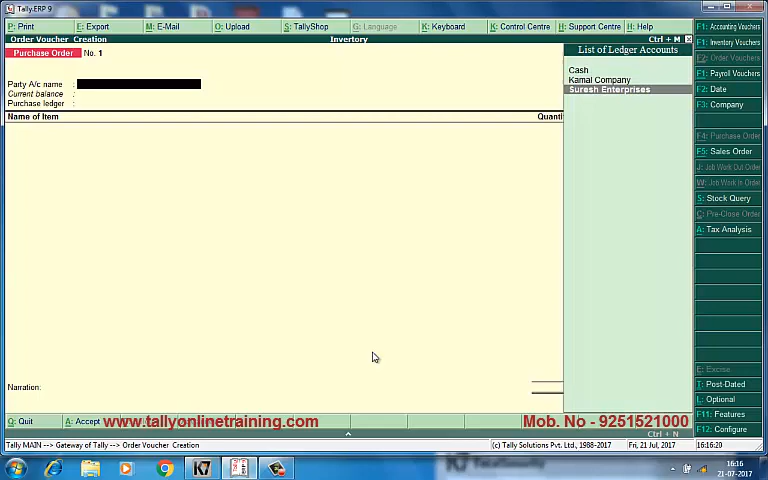 Tally.ERP 9
P: Print E: Export M: E-Mail O: Upload S: TallyShop G: Language K: Keyboard K: Control Centre H: Support Centre H: Help
Order Voucher Creation Inventory Ctrl + M
Purchase Order No. 1
List of Ledger Accounts
Cash
Kamal Company
Suresh Enterprises
Party A/c name :
Current balance :
Purchase ledger :
Name of Item Quanti
Narration:
F1: Accounting Vouchers
F1: Inventory Vouchers
F2: Order Vouchers
F1: Payroll Vouchers
F2: Date
F3: Company
F4: Purchase Order
F5: Sales Order
J: Job Work Out Order
W: Job Work In Order
S: Stock Query
C: Pre-Close Order
A: Tax Analysis
E: Excise
T: Post-Dated
L: Optional
F11: Features
F12: Configure
Q: Quit A: Accept
www.tallyonlinetraining.com Mob. No - 9251521000
Ctrl + N
Tally MAIN --> Gateway of Tally --> Order Voucher Creation (c) Tally Solutions Pvt. Ltd., 1988-2017 Fri, 21 Jul, 2017 16:16:20
K7 TotalSecurity
16:16
21-07-2017